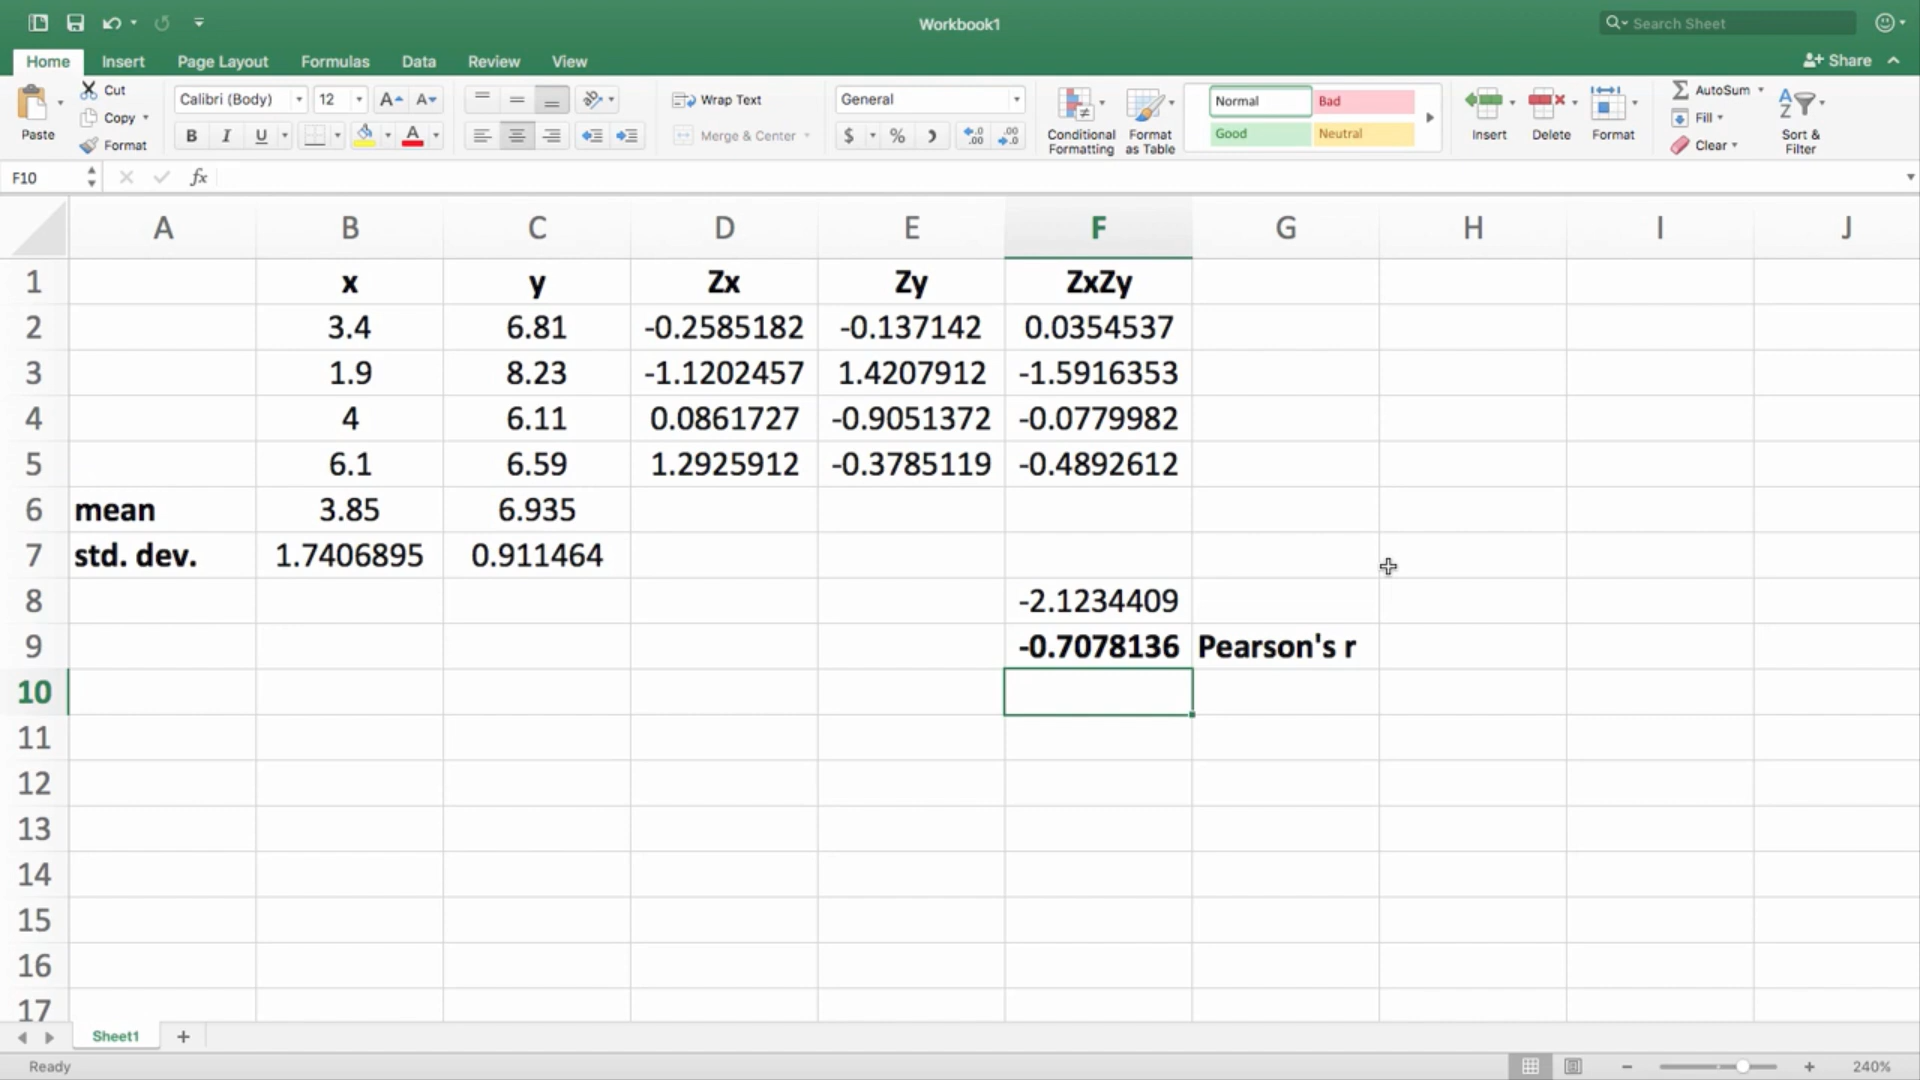 Workbook1
Search Sheet
Home Insert Page Layout Formulas Data Review View
Share
Paste
Cut
Copy
Format
Calibri (Body) 12
A A
B I U A
Wrap Text
Merge & Center
General
$ % )
.0 .00
.00 .0
Conditional Formatting
Format as Table
Normal Bad
Good Neutral
Insert
Delete
Format
AutoSum
Fill
Clear
Sort & Filter
F10 fx
A B C D E F G H I J
1 x y Zx Zy ZxZy
2 3.4 6.81 -0.2585182 -0.137142 0.0354537
3 1.9 8.23 -1.1202457 1.4207912 -1.5916353
4 4 6.11 0.0861727 -0.9051372 -0.0779982
5 6.1 6.59 1.2925912 -0.3785119 -0.4892612
6 mean 3.85 6.935
7 std. dev. 1.7406895 0.911464
8 -2.1234409
9 -0.7078136 Pearson's r
10
11
12
13
14
15
16
17
Sheet1 +
Ready
240%